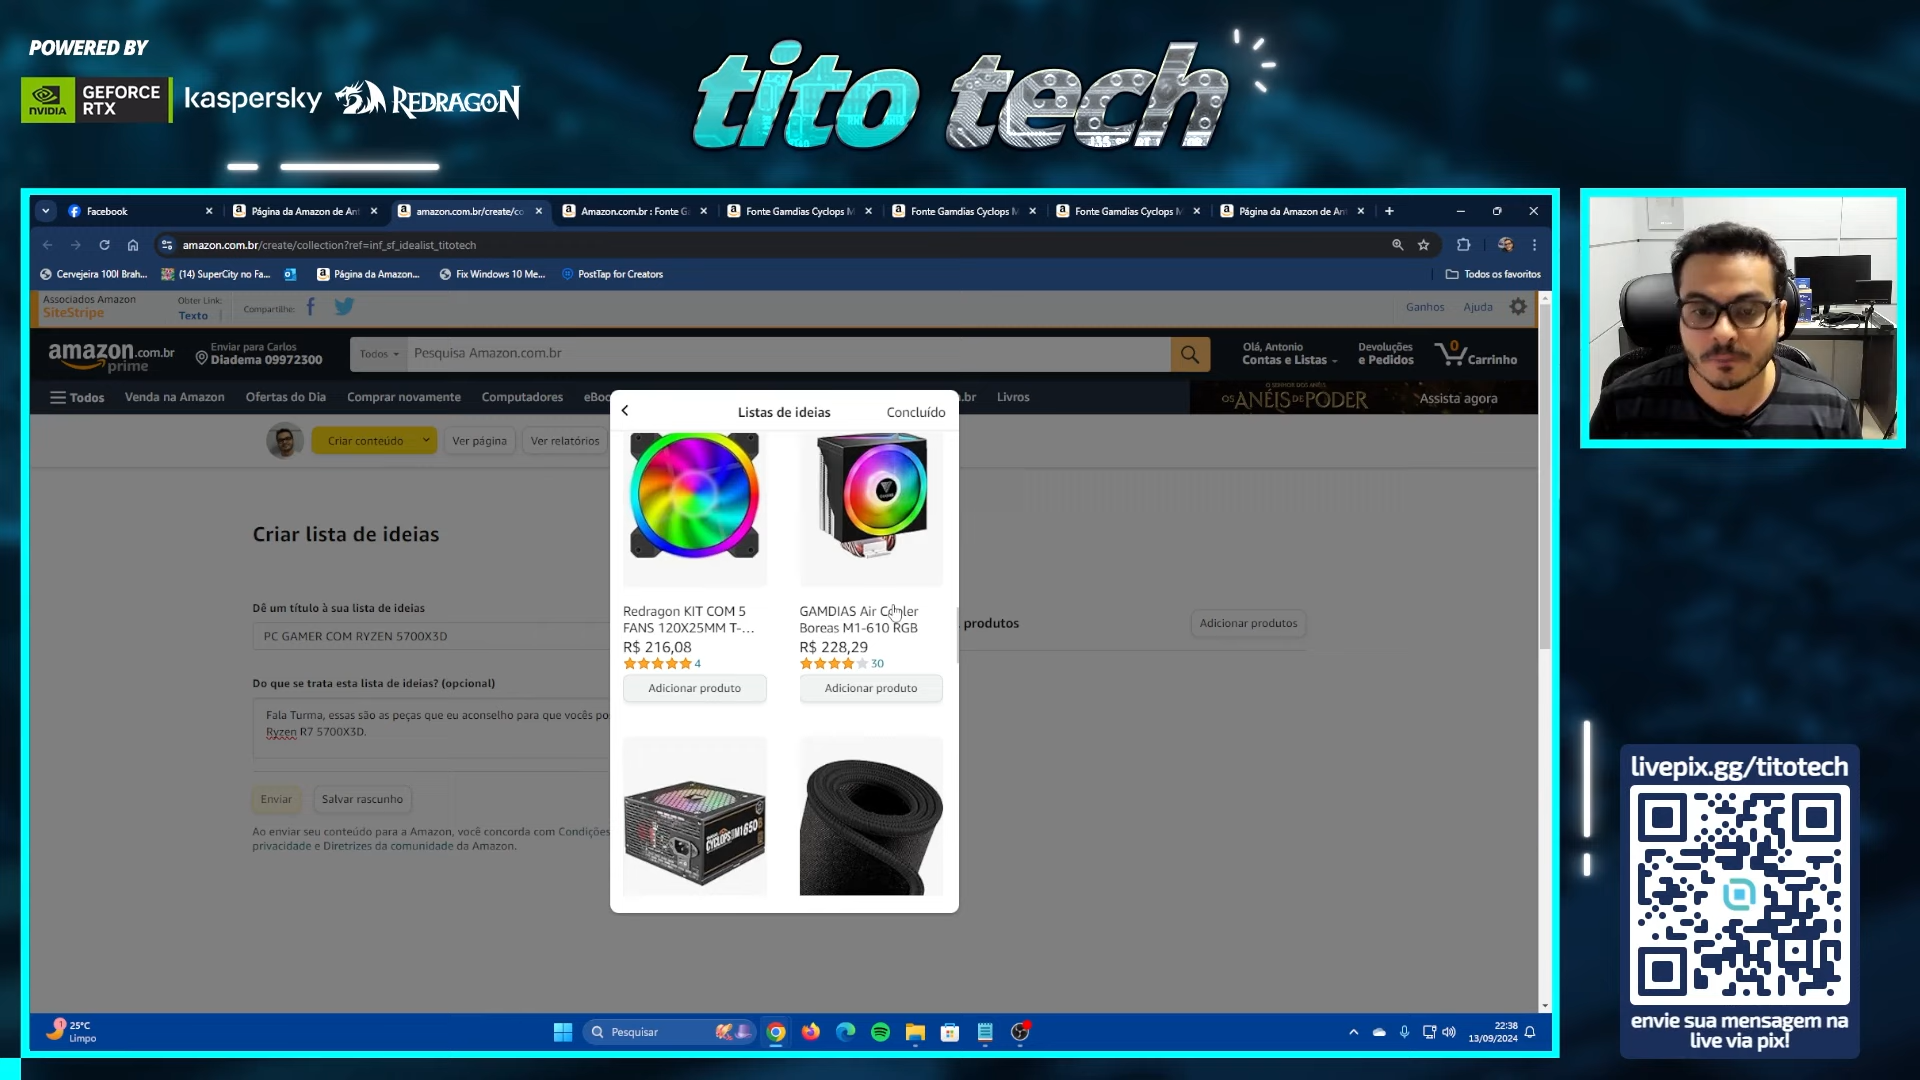 POWERED BY
NVIDIA
GEFORCE
RTX
kaspersky
REDRAGON
tito tech
Facebook
Página da Amazon de An
amazon.com.br/create/co
Amazon.com.br : Fonte G
Fonte Gamdias Cyclops M
Fonte Gamdias Cyclops M
Fonte Gamdias Cyclops M
Página da Amazon de An
amazon.com.br/create/collection?ref=inf_sf_idealist_titotech
Cervejeira 100l Brah...
(14) SuperCity no Fa...
Página da Amazon...
Fix Windows 10 Me...
PostTap for Creators
Todos os favoritos
Associados Amazon
SiteStripe
Obter Link:
Texto
Compartilhe:
Ganhos
Ajuda
amazon.com.br
prime
Enviar para Carlos
Diadema 09972300
Todos
Pesquisa Amazon.com.br
Olá, Antonio
Contas e Listas
Devoluções
e Pedidos
0
Carrinho
Todos
Venda na Amazon
Ofertas do Dia
Comprar novamente
Computadores
eBoo
.br
Livros
O SENHOR DOS ANÉIS
OS ANÉIS DE PODER
Assista agora
Criar conteúdo
Ver página
Ver relatórios
Listas de ideias
Concluído
Criar lista de ideias
Dê um título à sua lista de ideias
PC GAMER COM RYZEN 5700X3D
Do que se trata esta lista de ideias? (opcional)
Fala Turma, essas são as peças que eu aconselho para que vocês po
Ryzen R7 5700X3D.
Enviar
Salvar rascunho
Ao enviar seu conteúdo para a Amazon, você concorda com Condições
privacidade e Diretrizes da comunidade da Amazon.
Redragon KIT COM 5
FANS 120X25MM T-...
R$ 216,08
4
Adicionar produto
GAMDIAS Air Cooler
Boreas M1-610 RGB
R$ 228,29
30
Adicionar produto
CYCLOPS M1 650B
produtos
Adicionar produtos
1
25°C
Limpo
Pesquisar
22:38
13/09/2024
livepix.gg/titotech
envie sua mensagem na
live via pix!